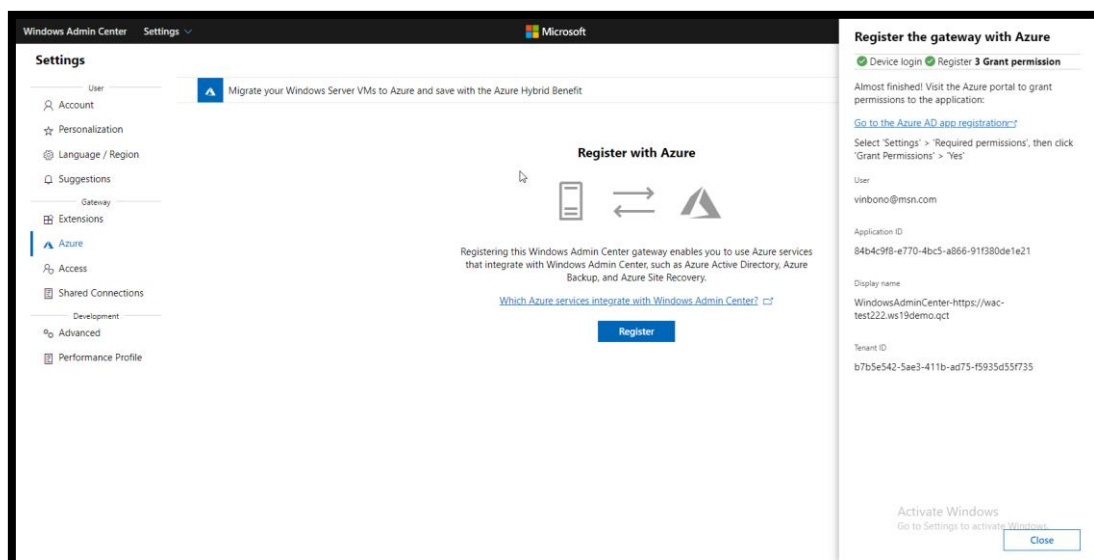 Windows Admin Center Settings
Microsoft
Settings
User
Account
Personalization
Language / Region
Suggestions
Gateway
Extensions
Azure
Access
Shared Connections
Development
Advanced
Performance Profile
Migrate your Windows Server VMs to Azure and save with the Azure Hybrid Benefit
Register with Azure
Registering this Windows Admin Center gateway enables you to use Azure services
that integrate with Windows Admin Center, such as Azure Active Directory, Azure
Backup, and Azure Site Recovery.
Which Azure services integrate with Windows Admin Center?
Register
Register the gateway with Azure
Device login Register 3 Grant permission
Almost finished! Visit the Azure portal to grant
permissions to the application:
Go to the Azure AD app registration
Select 'Settings' > 'Required permissions', then click
'Grant Permissions' > 'Yes'
User
vinbono@msn.com
Application ID
84b4c9f8-e770-4bc5-a866-91f380de1e21
Display name
WindowsAdminCenter-https://wac-
test222.ws19demo.qct
Tenant ID
b7b5e542-5ae3-411b-ad75-f5935d55f735
Activate Windows
Go to Settings to activate Windows.
Close